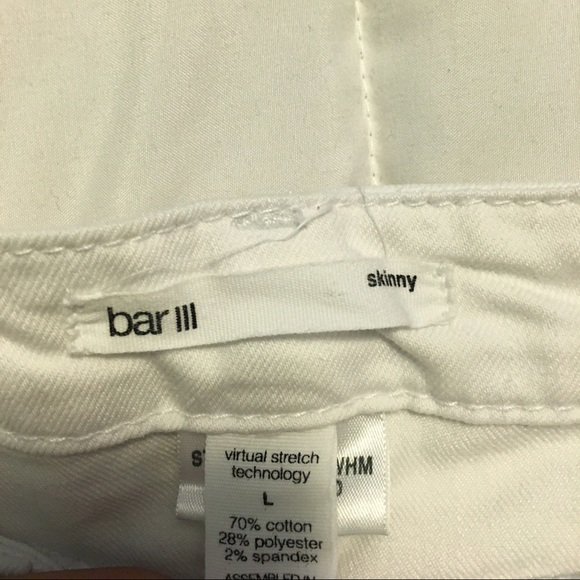 bar III
skinny
virtual stretch
technology
L
70% cotton
28% polyester
2% spandex